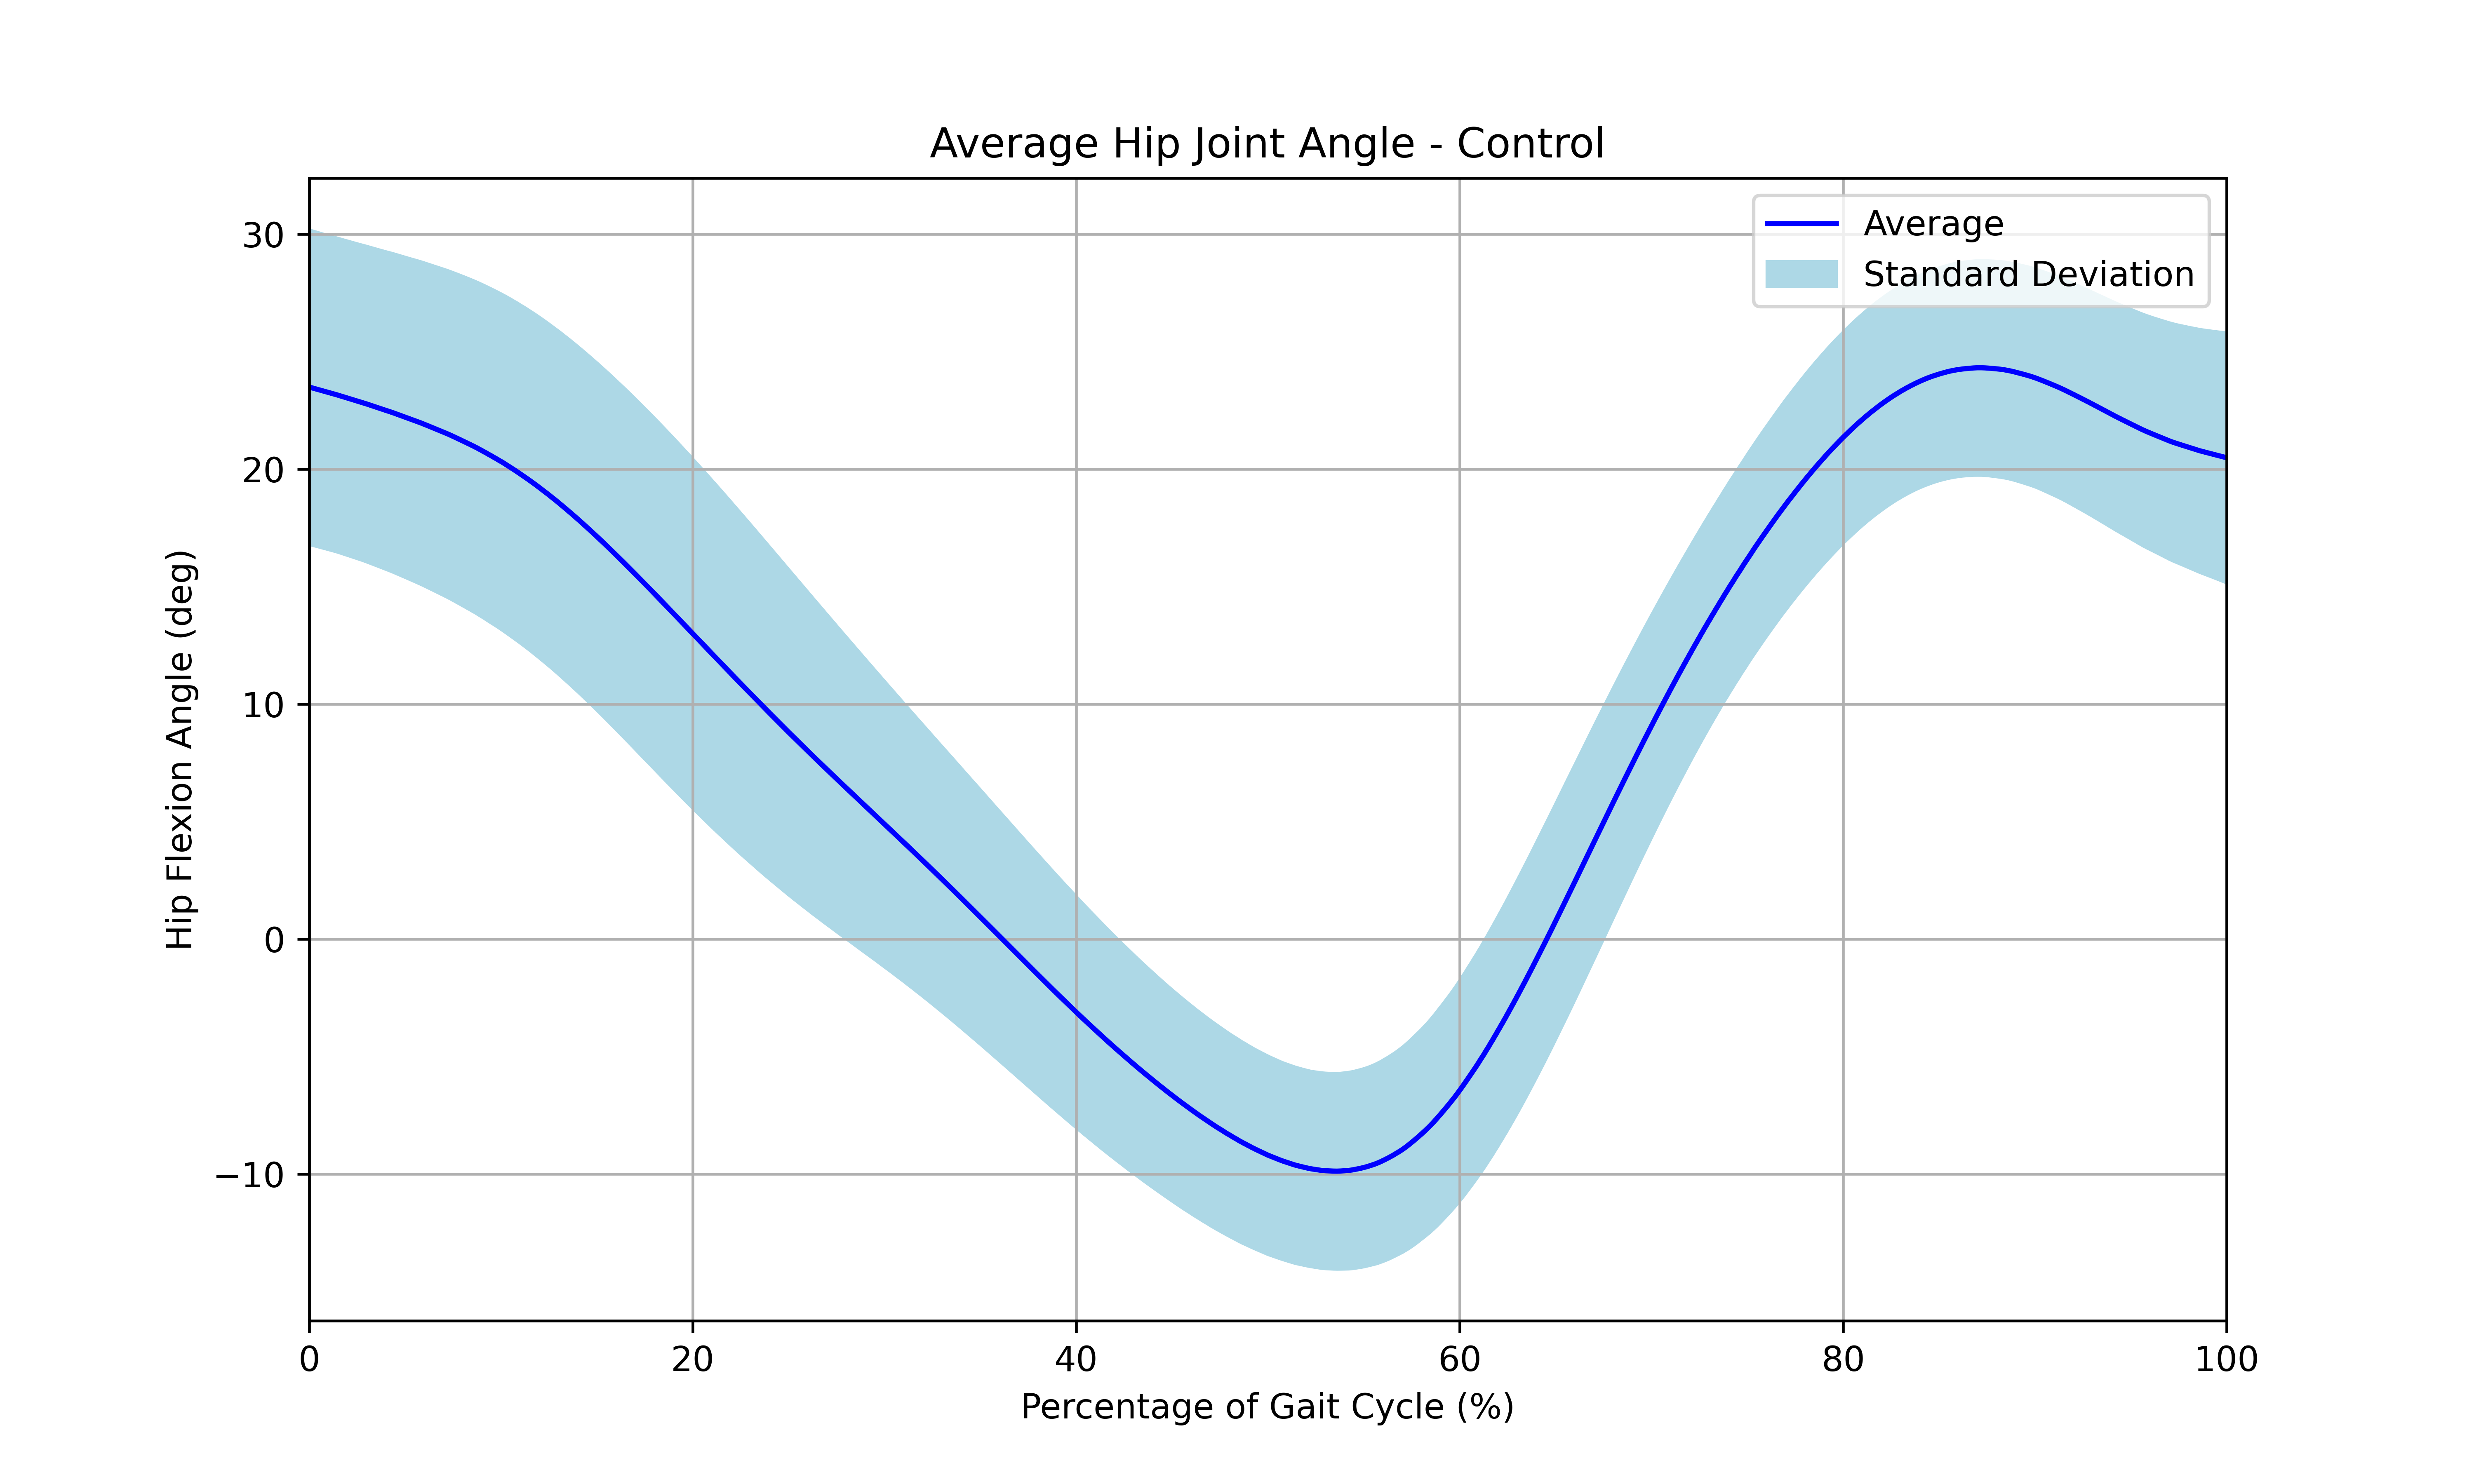 Average Hip Joint Angle - Control
Average
Standard Deviation
Hip Flexion Angle (deg)
30
20
10
0
−10
0 20 40 60 80 100
Percentage of Gait Cycle (%)